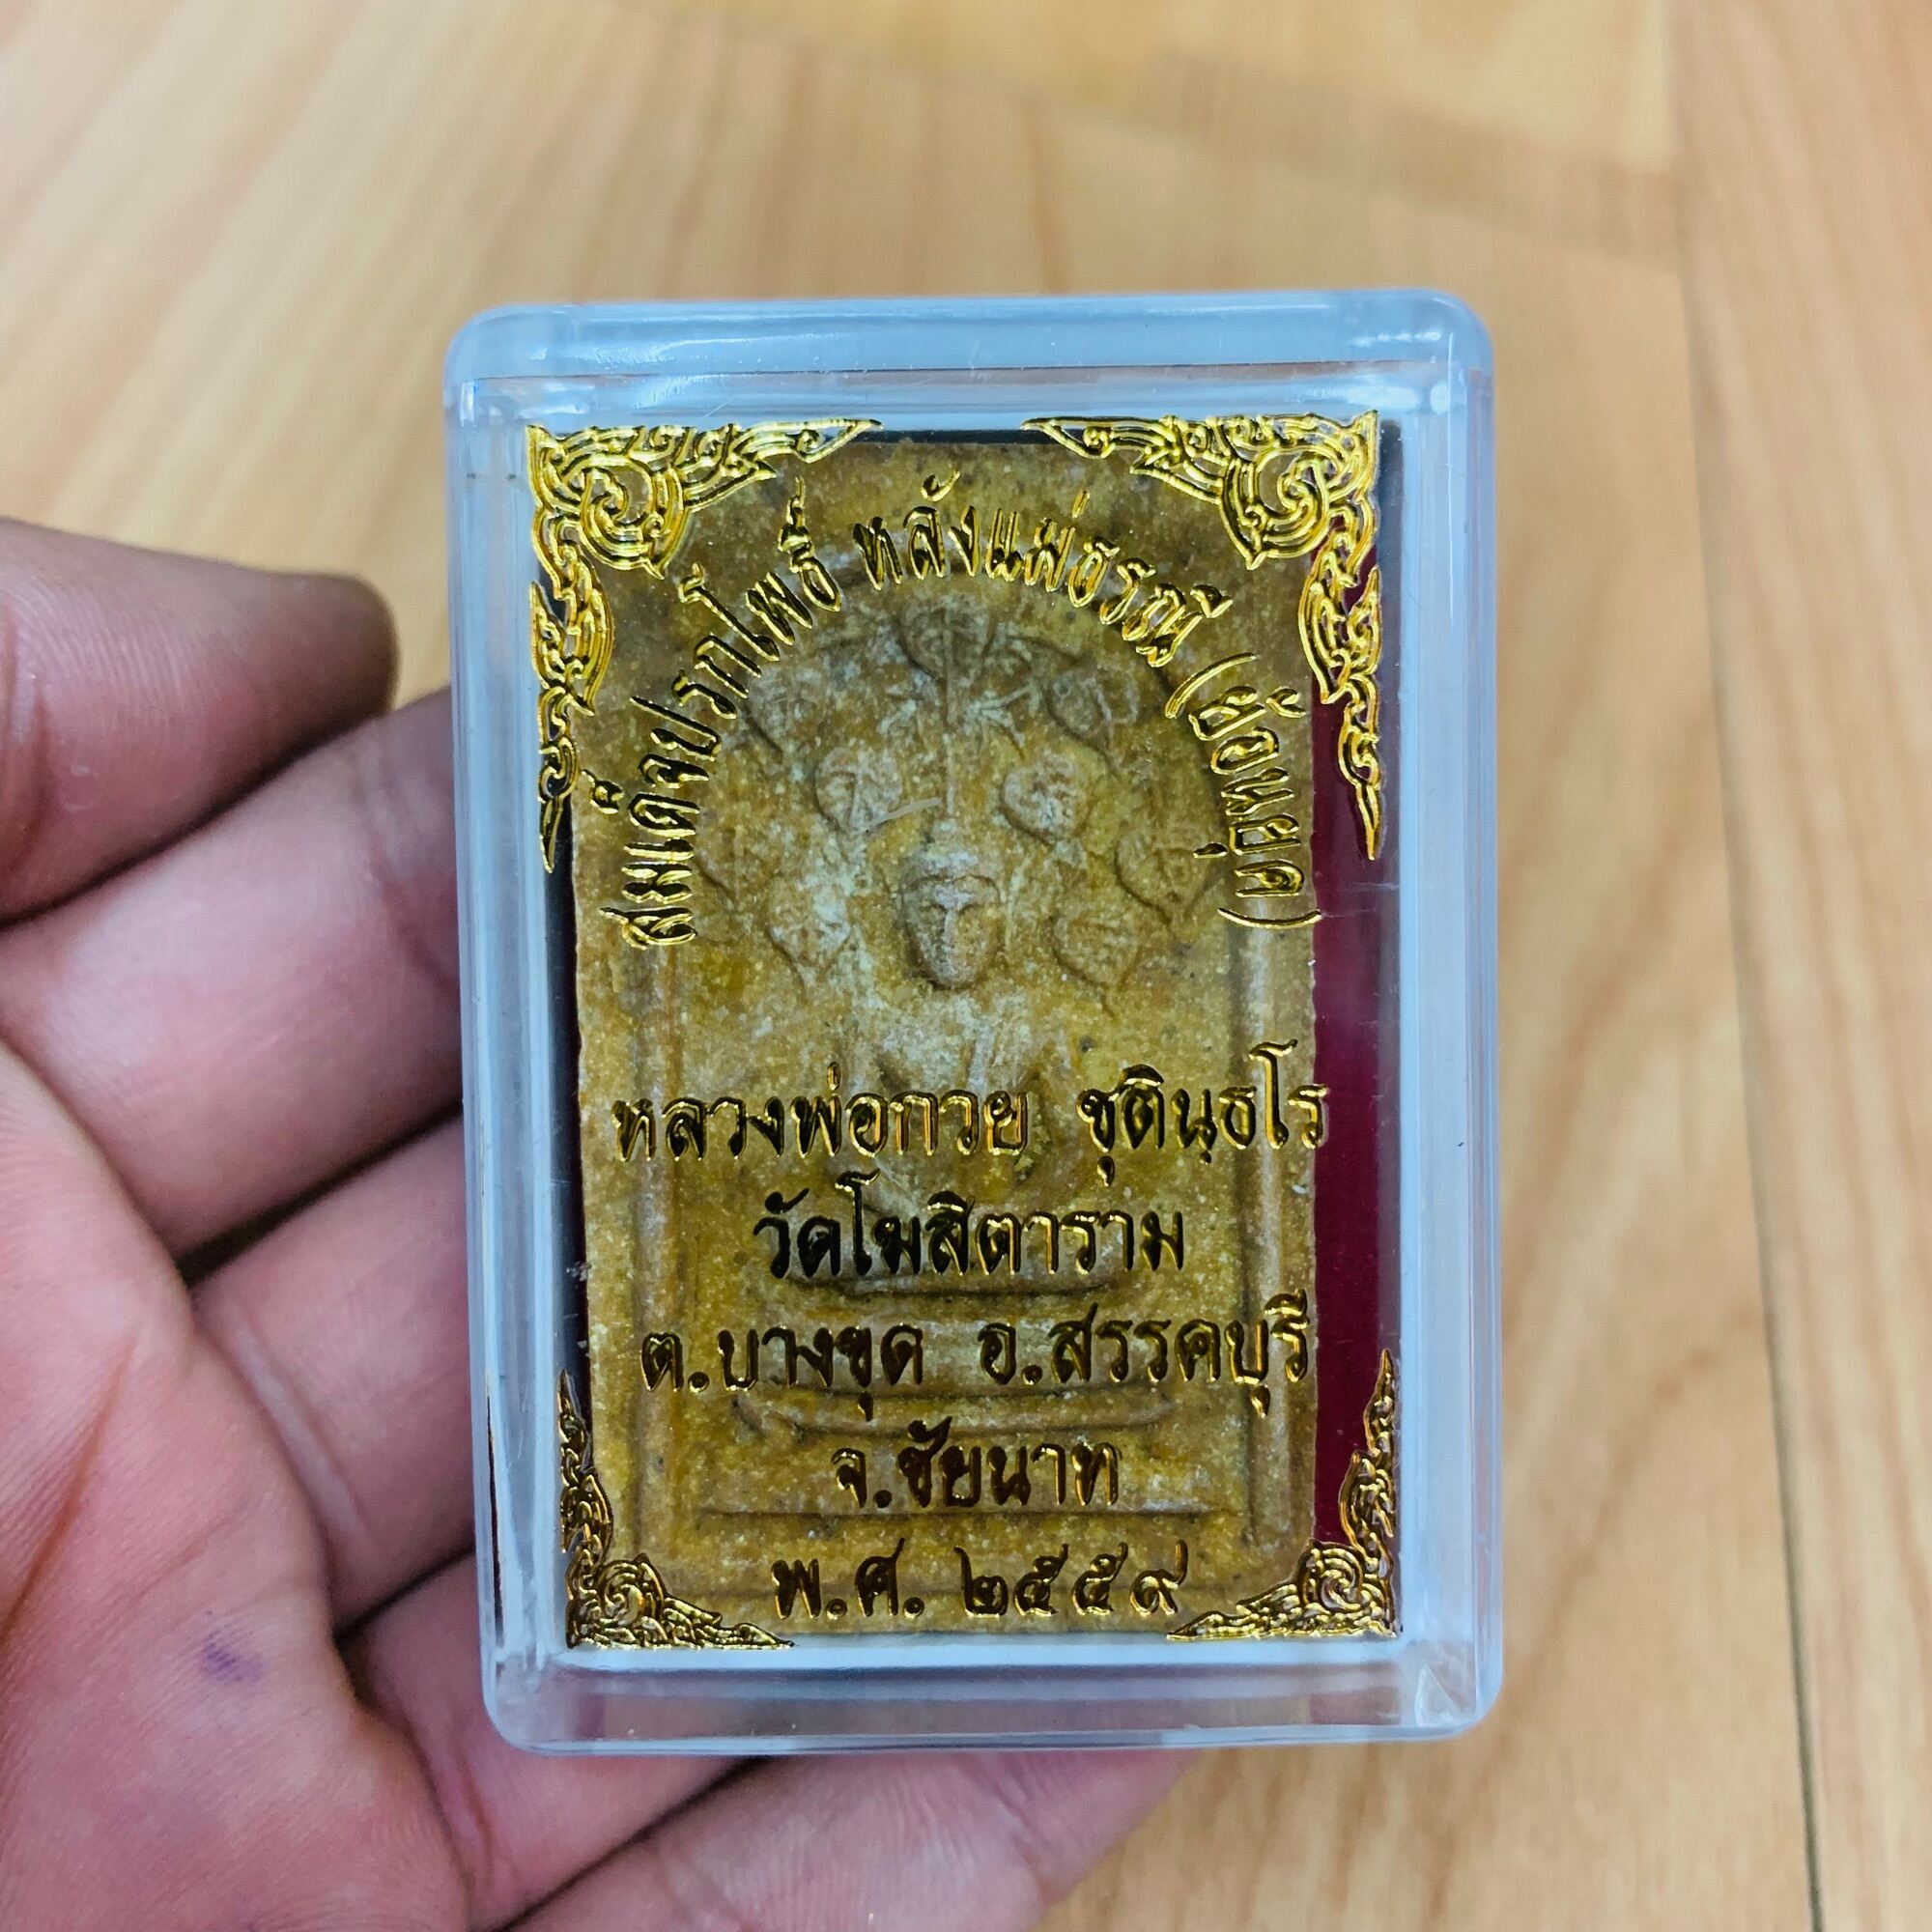 สมเด็จปรกโพธิ์ หลังแม่ธรณี (ย้อนยุค)
หลวงพ่อกวย ชุตินฺธโร
วัดโฆสิตาราม
ต.บางขุด อ.สรรคบุรี
จ.ชัยนาท
พ.ศ. ๒๕๕๙